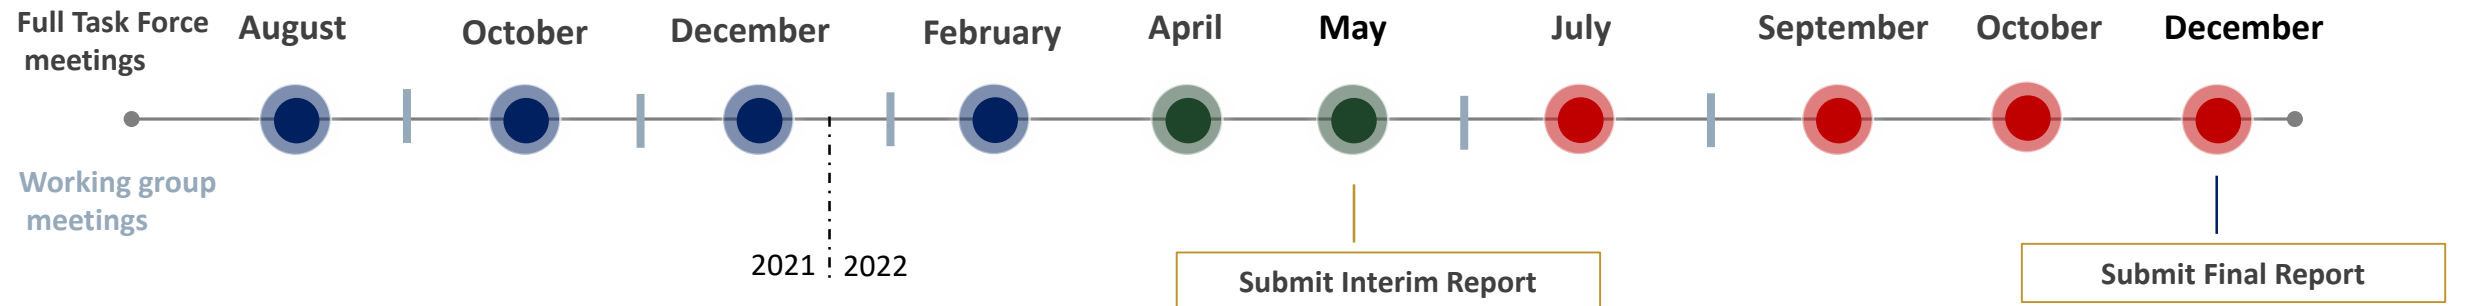 Full Task Force
meetings
August
October
December
February
April
May
July
September
October
December
Working group
meetings
2021
2022
Submit Interim Report
Submit Final Report